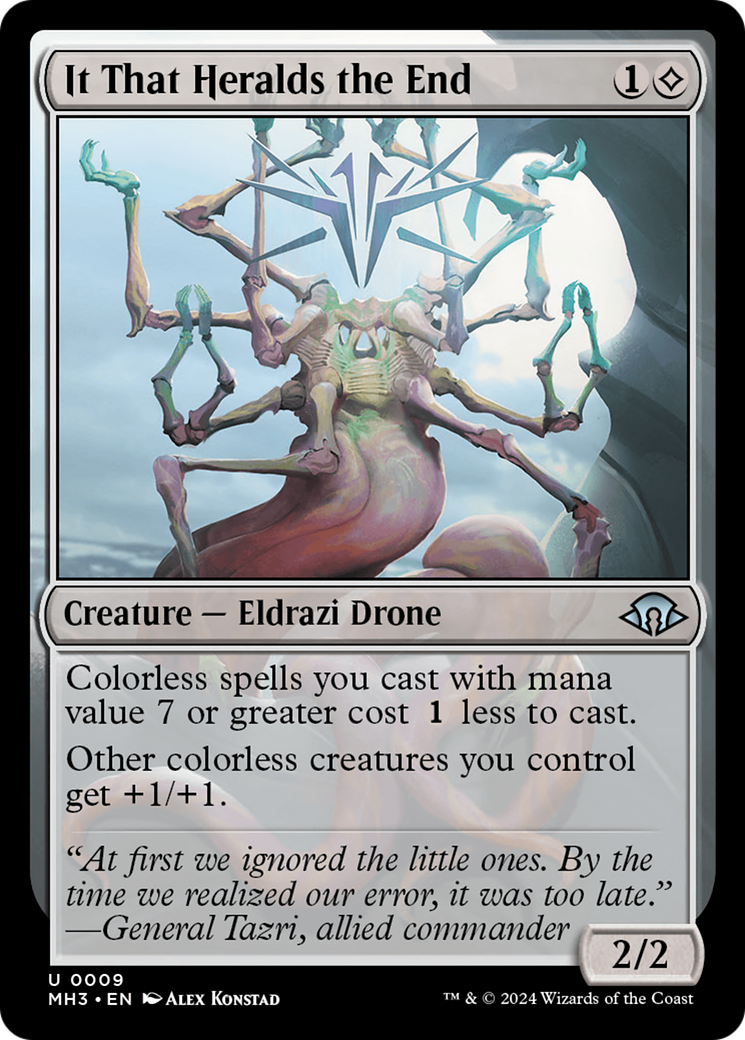 It That Heralds the End 1
Creature — Eldrazi Drone
Colorless spells you cast with mana
value 7 or greater cost 1 less to cast.
Other colorless creatures you control
get +1/+1.
“At first we ignored the little ones. By the
time we realized our error, it was too late.”
—General Tazri, allied commander
2/2
U 0009
MH3 • EN Alex Konstad
™ & © 2024 Wizards of the Coast